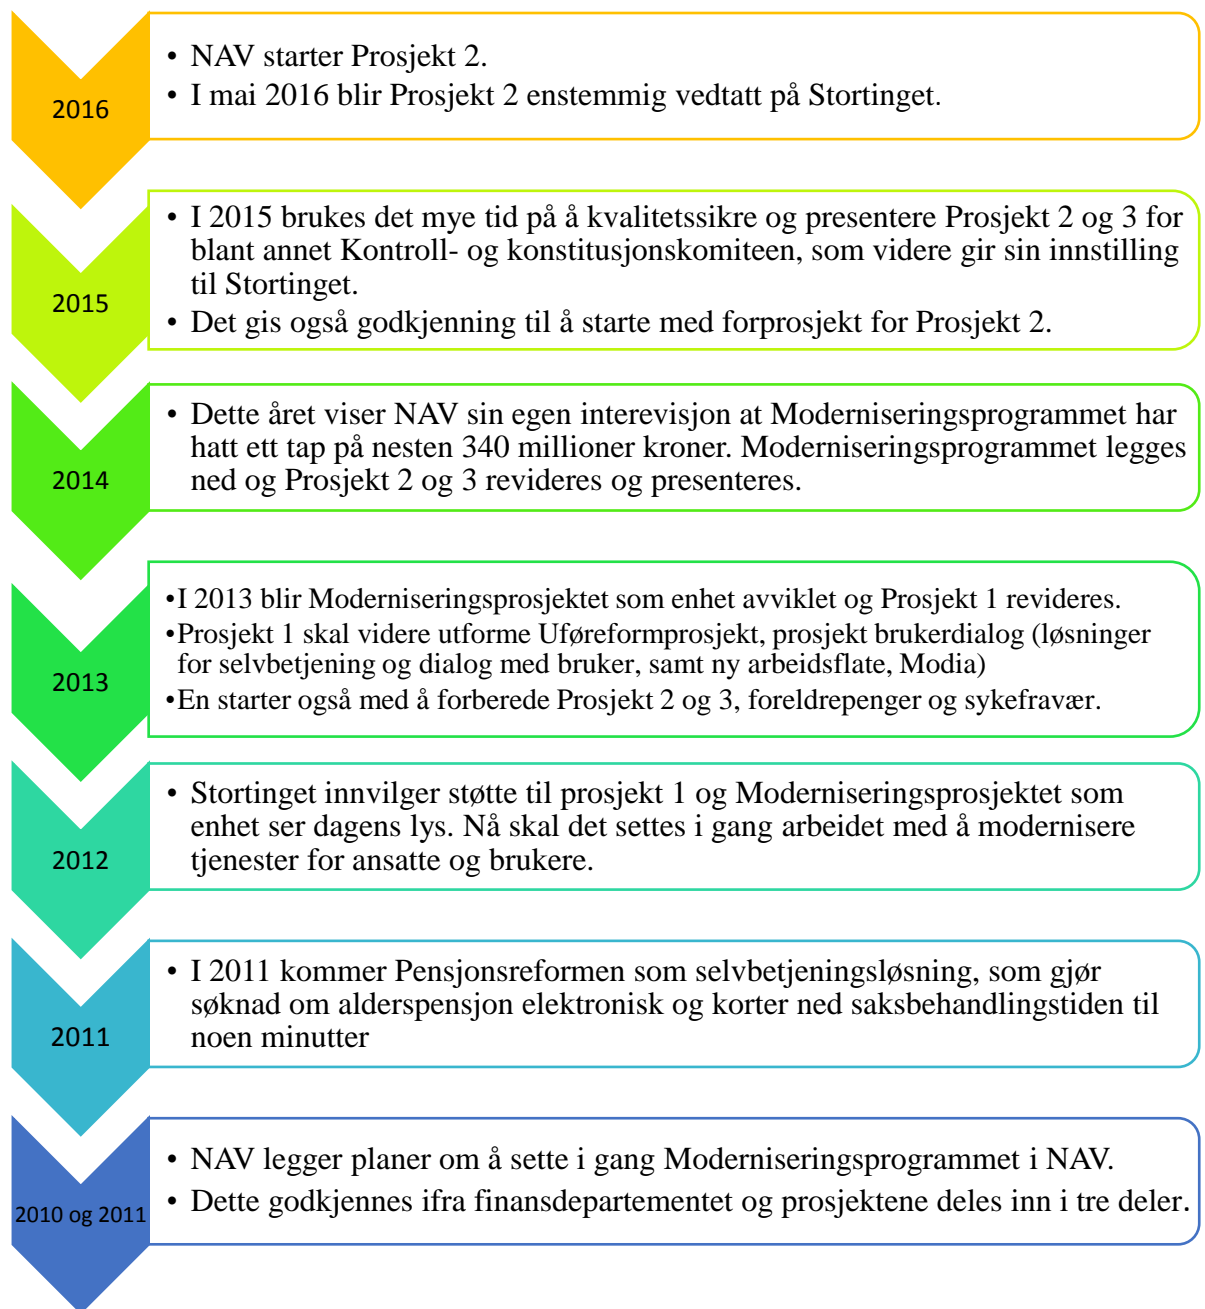 2016
• NAV starter Prosjekt 2.
• I mai 2016 blir Prosjekt 2 enstemmig vedtatt på Stortinget.
2015
• I 2015 brukes det mye tid på å kvalitetssikre og presentere Prosjekt 2 og 3 for
blant annet Kontroll- og konstitusjonskomiteen, som videre gir sin innstilling
til Stortinget.
• Det gis også godkjenning til å starte med forprosjekt for Prosjekt 2.
2014
• Dette året viser NAV sin egen interevisjon at Moderniseringsprogrammet har
hatt ett tap på nesten 340 millioner kroner. Moderniseringsprogrammet legges
ned og Prosjekt 2 og 3 revideres og presenteres.
2013
•I 2013 blir Moderniseringsprosjektet som enhet avviklet og Prosjekt 1 revideres.
•Prosjekt 1 skal videre utforme Uføreformprosjekt, prosjekt brukerdialog (løsninger
for selvbetjening og dialog med bruker, samt ny arbeidsflate, Modia)
•En starter også med å forberede Prosjekt 2 og 3, foreldrepenger og sykefravær.
2012
• Stortinget innvilger støtte til prosjekt 1 og Moderniseringsprosjektet som
enhet ser dagens lys. Nå skal det settes i gang arbeidet med å modernisere
tjenester for ansatte og brukere.
2011
• I 2011 kommer Pensjonsreformen som selvbetjeningsløsning, som gjør
søknad om alderspensjon elektronisk og korter ned saksbehandlingstiden til
noen minutter
2010 og 2011
• NAV legger planer om å sette i gang Moderniseringsprogrammet i NAV.
• Dette godkjennes ifra finansdepartementet og prosjektene deles inn i tre deler.